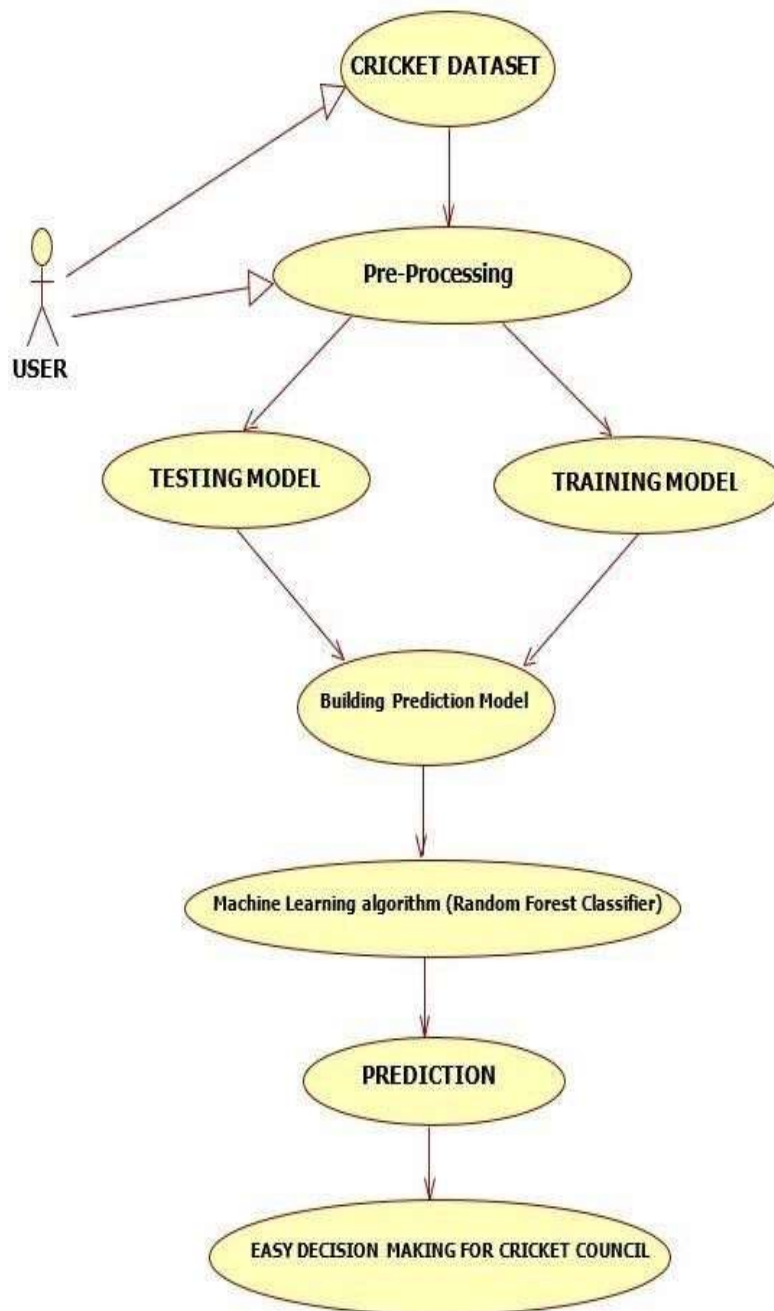 CRICKET DATASET
Pre-Processing
USER
TESTING MODEL
TRAINING MODEL
Building Prediction Model
Machine Learning algorithm (Random Forest Classifier)
PREDICTION
EASY DECISION MAKING FOR CRICKET COUNCIL